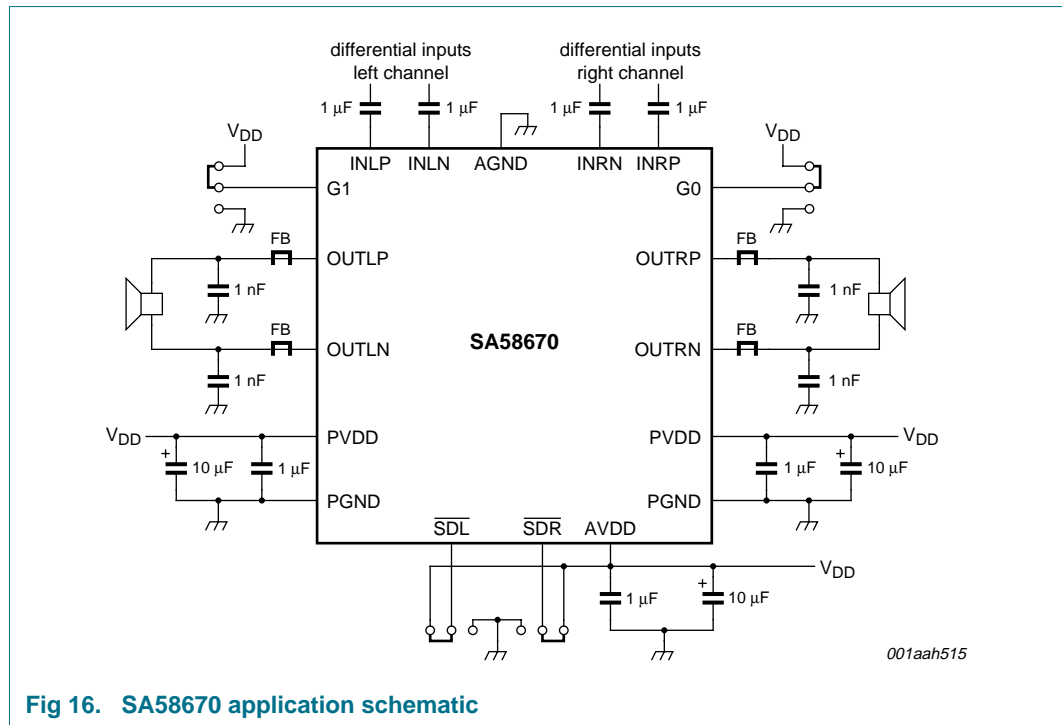 differential inputs
left channel
differential inputs
right channel
1 μF
1 μF
1 μF
1 μF
VDD
VDD
INLP
INLN
AGND
INRN
INRP
G1
G0
FB
OUTLP
OUTRP
FB
1 nF
1 nF
FB
OUTLN
SA58670
OUTRN
FB
1 nF
1 nF
VDD
PVDD
PVDD
VDD
+
10 μF
1 μF
1 μF
+
10 μF
PGND
PGND
SDL
SDR
AVDD
VDD
1 μF
+
10 μF
001aah515
Fig 16. SA58670 application schematic